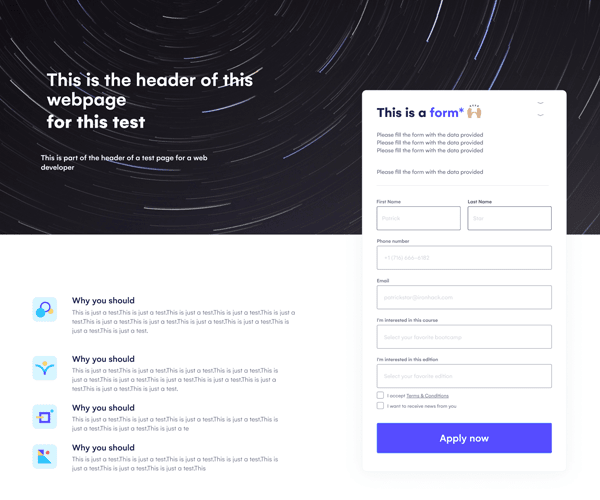 This is the header of this
webpage
for this test
This is part of the header of a test page for a web
developer
This is a form*
Please fill the form with the data provided
Please fill the form with the data provided
Please fill the form with the data provided
Please fill the form with the data provided
First Name
Last Name
Patrick
Phone number
Email
I'm interested in this course
Select your favorite bootcamp
I'm interested in this edition
Select your favorite edition
I accept Terms & Conditions
I want to receive news from you
Apply now
Why you should
This is just a test.This is just a test.This is just a test.This is just a test.This is just a
test.This is just a test.This is just a test.This is just a test.This is just a test.This is
just a test.This is just a test.
Why you should
This is just a test.This is just a test.This is just a test.This is just a test.This is
just a test.This is just a test.This is just a test.This is just a test.This is just a
test.This is just a test.This is just a test.
Why you should
This is just a test.This is just a test.This is just a test.This is just a test.This is
just a test.This is just a test.This is just a te
Why you should
This is just a test.This is just a test.This is just a test.This is just a test.This is
just a test.This is just a test.This is just a test.This